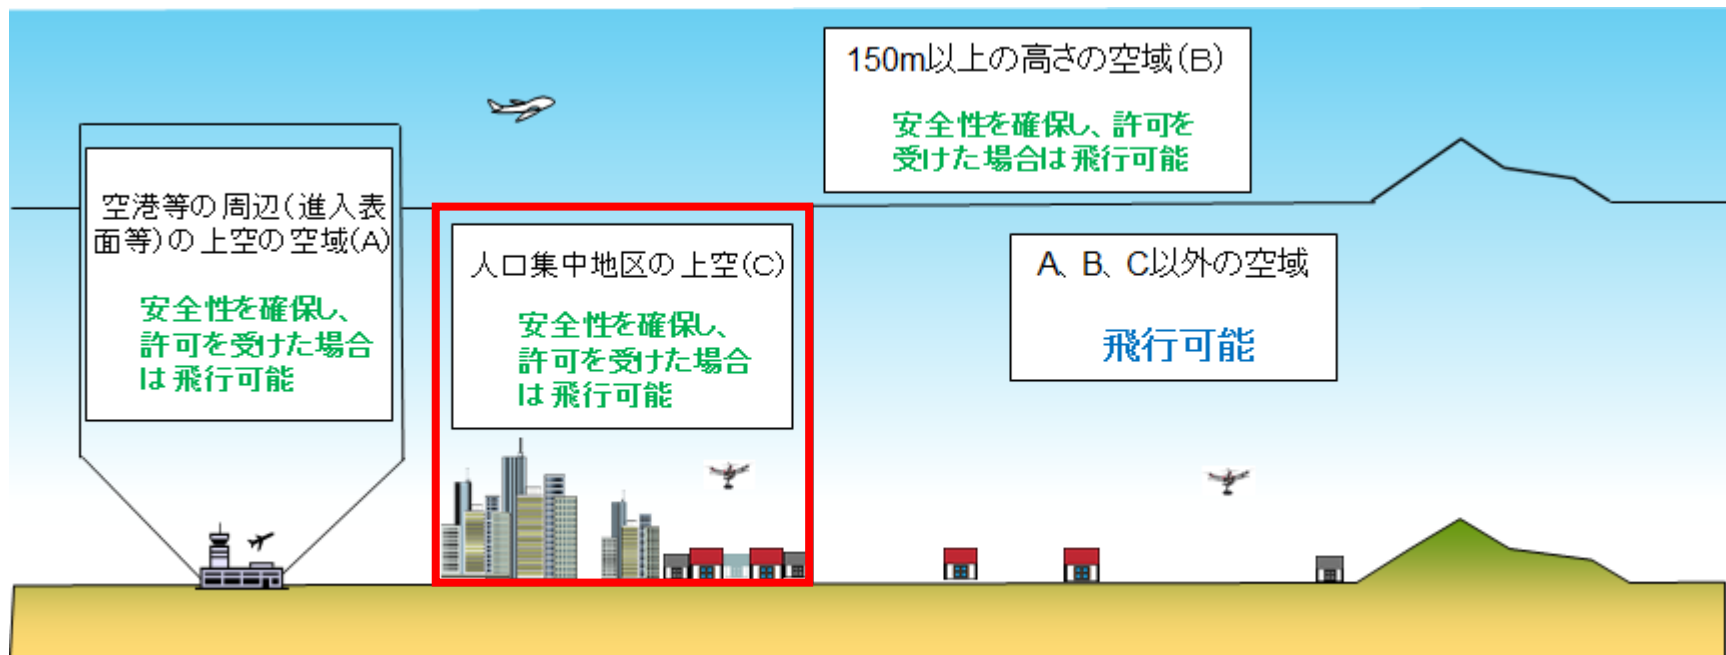 150m以上の高さの空域(B)
安全性を確保し、許可を
受けた場合は飛行可能
空港等の周辺(進入表
面等)の上空の空域(A)
安全性を確保し、
許可を受けた場合
は飛行可能
人口集中地区の上空(C)
安全性を確保し、
許可を受けた場合
は飛行可能
A、B、C以外の空域
飛行可能